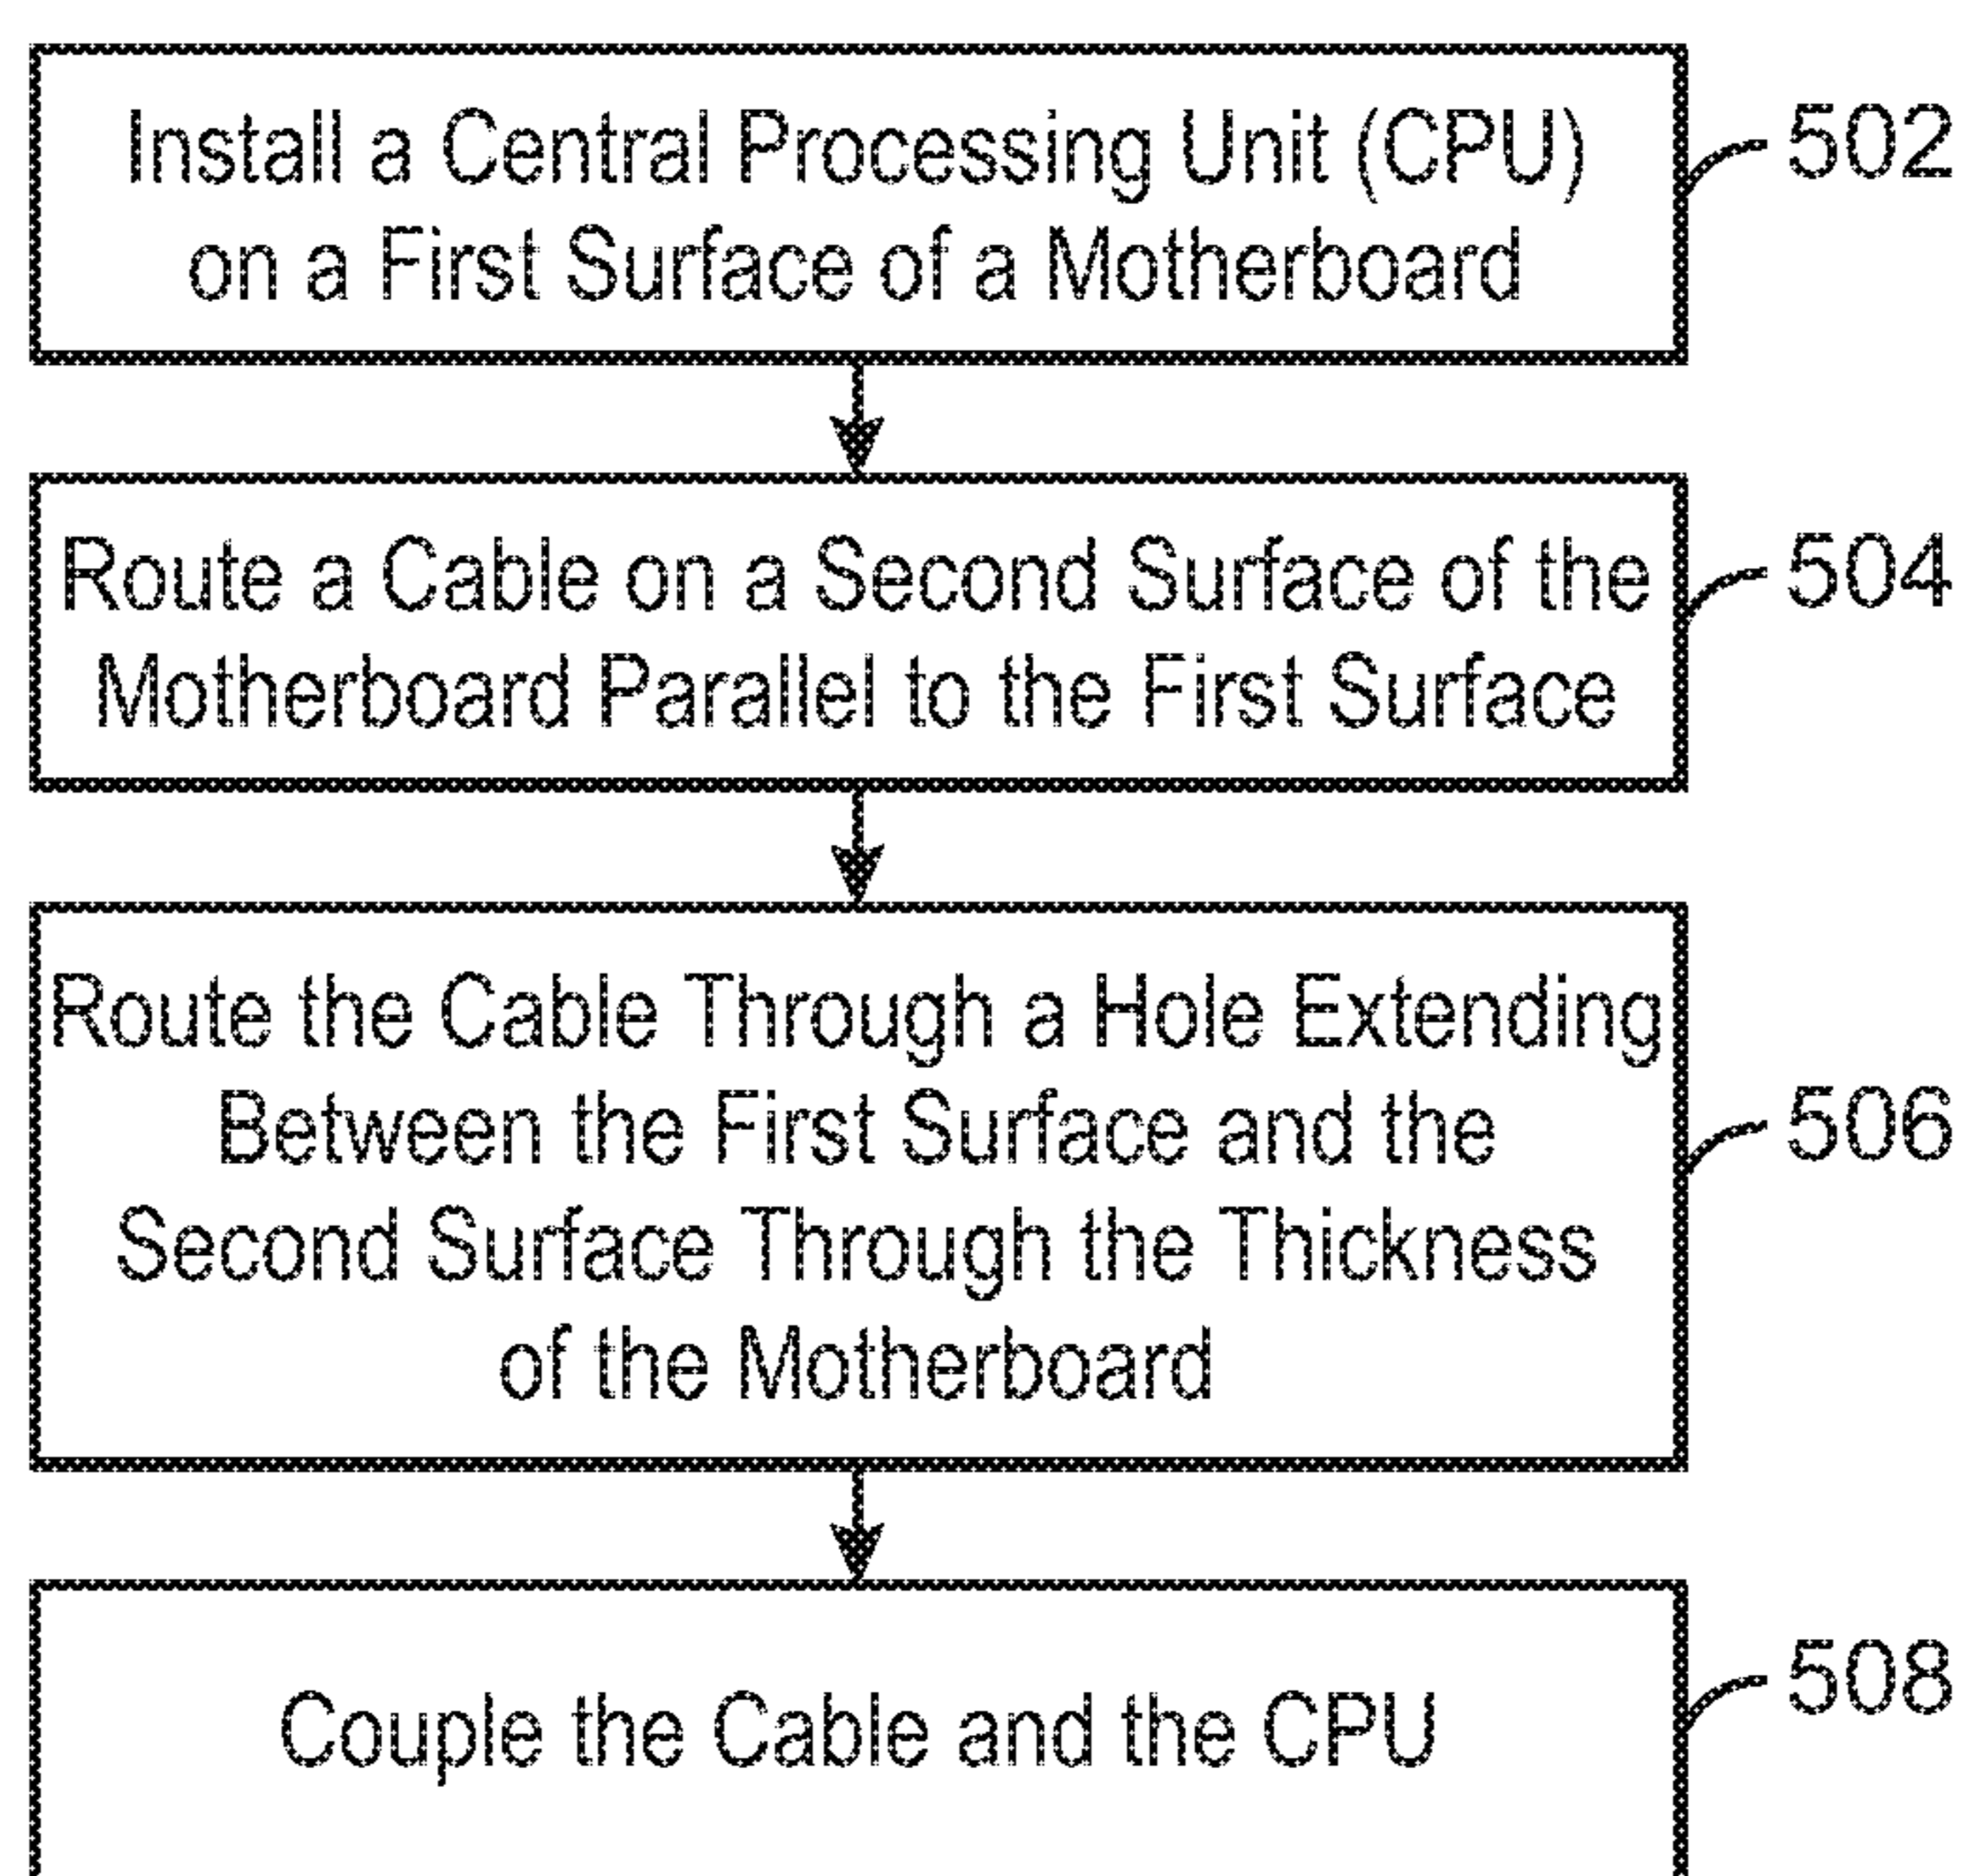 Install a Central Processing Unit (CPU)
on a First Surface of a Motherboard
502
Route a Cable on a Second Surface of the
Motherboard Parallel to the First Surface
504
Route the Cable Through a Hole Extending
Between the First Surface and the
Second Surface Through the Thickness
of the Motherboard
506
Couple the Cable and the CPU
508